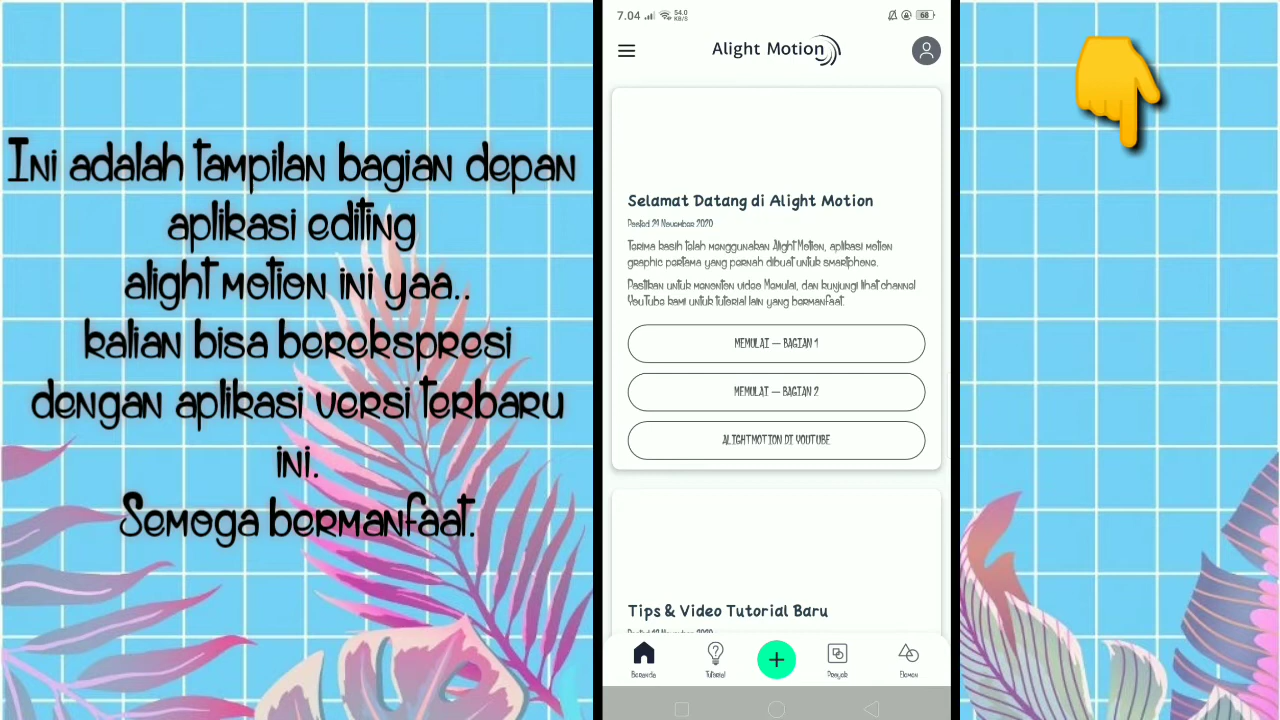 Ini adalah tampilan bagian depan
aplikasi editing
alight motion ini yaa..
kalian bisa berekspresi
dengan aplikasi versi terbaru
ini.
Semoga bermanfaat.
7.04
54.0
KB/S
68
Alight Motion
Selamat Datang di Alight Motion
Posted 24 November 2020
Terima kasih telah menggunakan Alight Motion, aplikasi motion
graphic pertama yang pernah dibuat untuk smartphone.
Pastikan untuk menonton video Memulai, dan kunjungi lihat channel
YouTube kami untuk tutorial lain yang bermanfaat.
MEMULAI — BAGIAN 1
MEMULAI — BAGIAN 2
ALIGHTMOTION DI YOUTUBE
Tips & Video Tutorial Baru
Beranda
Tutorial
Proyek
Elemen